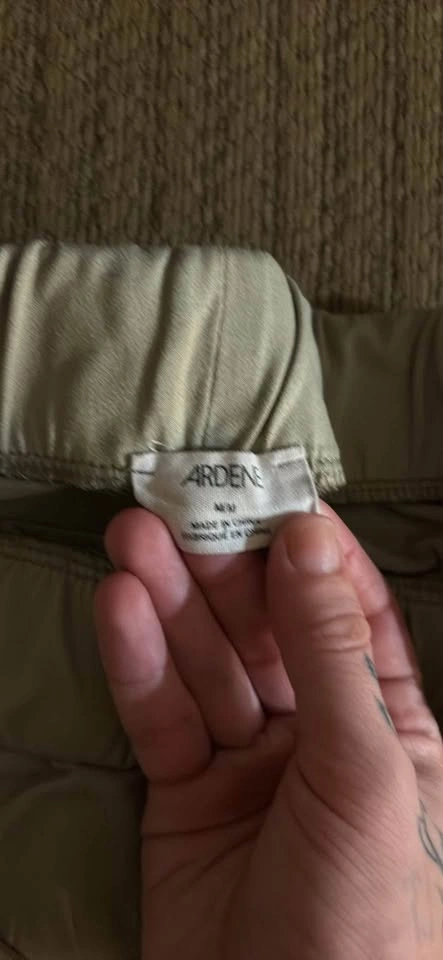 ARDENE
M/M
MADE IN CHINA
FABRIQUÉ EN CHINE